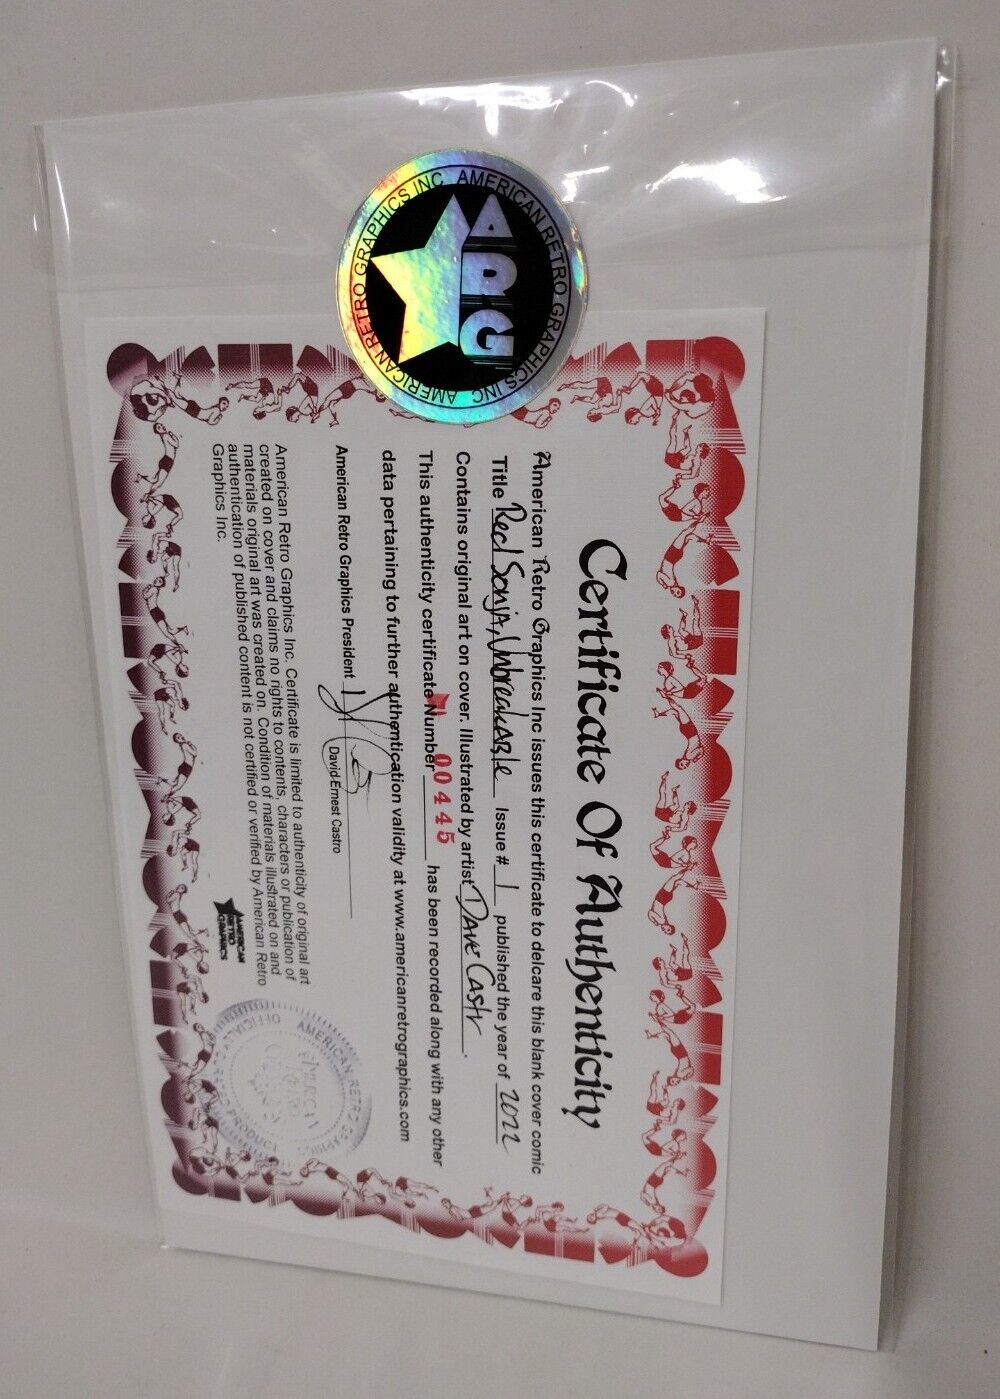 AMERICAN RETRO GRAPHICS INC AMERICAN RETRO GRAPHICS INC
ARG
Certificate Of Authenticity
American Retro Graphics Inc issues this certificate to delcare this blank cover comic
Title Red Sonja, Unbreakable Issue # 1 published the year of 2022
Contains original art on cover. Illustrated by artist Dave Castr.
This authenticity certificate Number 00445 has been recorded along with any other
data pertaining to further authentication validity at www.americanretrographics.com
American Retro Graphics President
David Ernest Castro
American Retro Graphics Inc. Certificate is limited to authenticity of original art
created on cover and claims no rights to contents, characters or publication of
materials original art was created on. Condition of materials illustrated on and
authentication of published content is not certified or verified by American Retro
Graphics Inc.
AMERICAN
RETRO
GRAPHICS
AMERICAN RETRO GRAPHICS
OFFICIAL PRODUCT